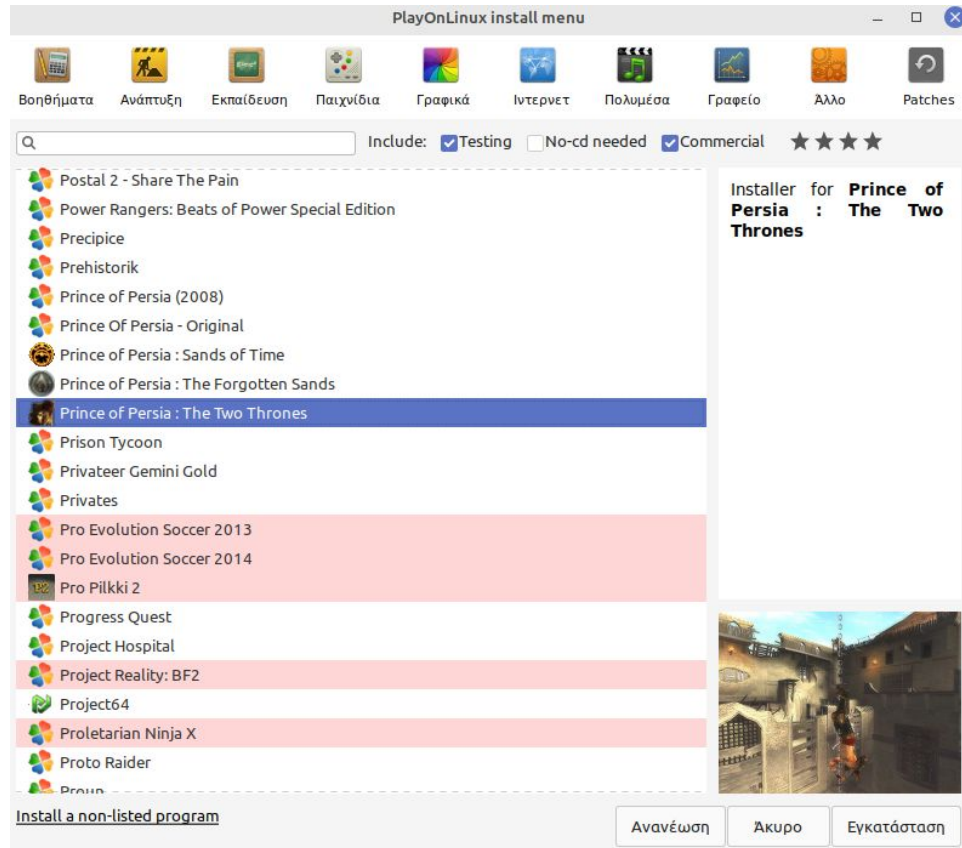 PlayOnLinux install menu
Βοηθήματα Ανάπτυξη Εκπαίδευση Παιχνίδια Γραφικά Ιντερνετ Πολυμέσα Γραφείο Άλλο Patches
Include: Testing No-cd needed Commercial
Postal 2 - Share The Pain
Power Rangers: Beats of Power Special Edition
Precipice
Prehistorik
Prince of Persia (2008)
Prince Of Persia - Original
Prince of Persia : Sands of Time
Prince of Persia : The Forgotten Sands
Prince of Persia : The Two Thrones
Prison Tycoon
Privateer Gemini Gold
Privates
Pro Evolution Soccer 2013
Pro Evolution Soccer 2014
Pro Pilkki 2
Progress Quest
Project Hospital
Project Reality: BF2
Project64
Proletarian Ninja X
Proto Raider
Proun
Installer for Prince of
Persia : The Two
Thrones
Install a non-listed program
Ανανέωση Άκυρο Εγκατάσταση